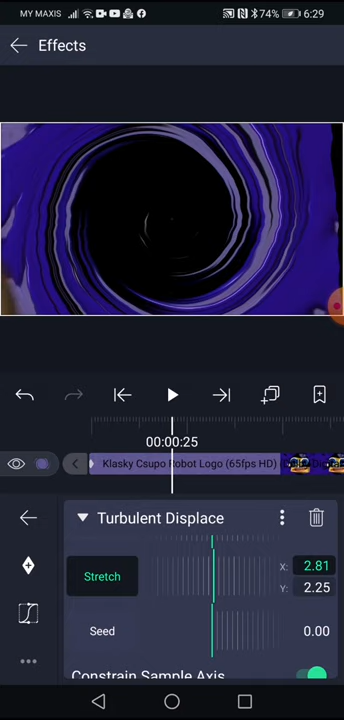 MY MAXIS 74% 6:29
Effects
00:00:25
Klasky Csupo Robot Logo (65fps HD)
Turbulent Displace
Stretch X: 2.81
Y: 2.25
Seed 0.00
Constrain Sample Axis